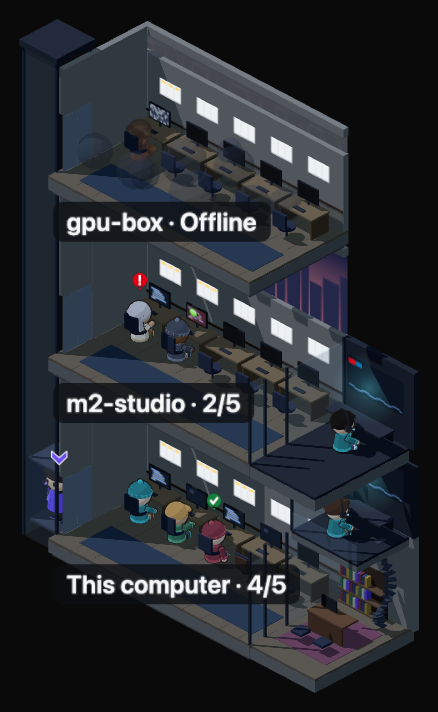 gpu-box · Offline
!
m2-studio · 2/5
This computer · 4/5